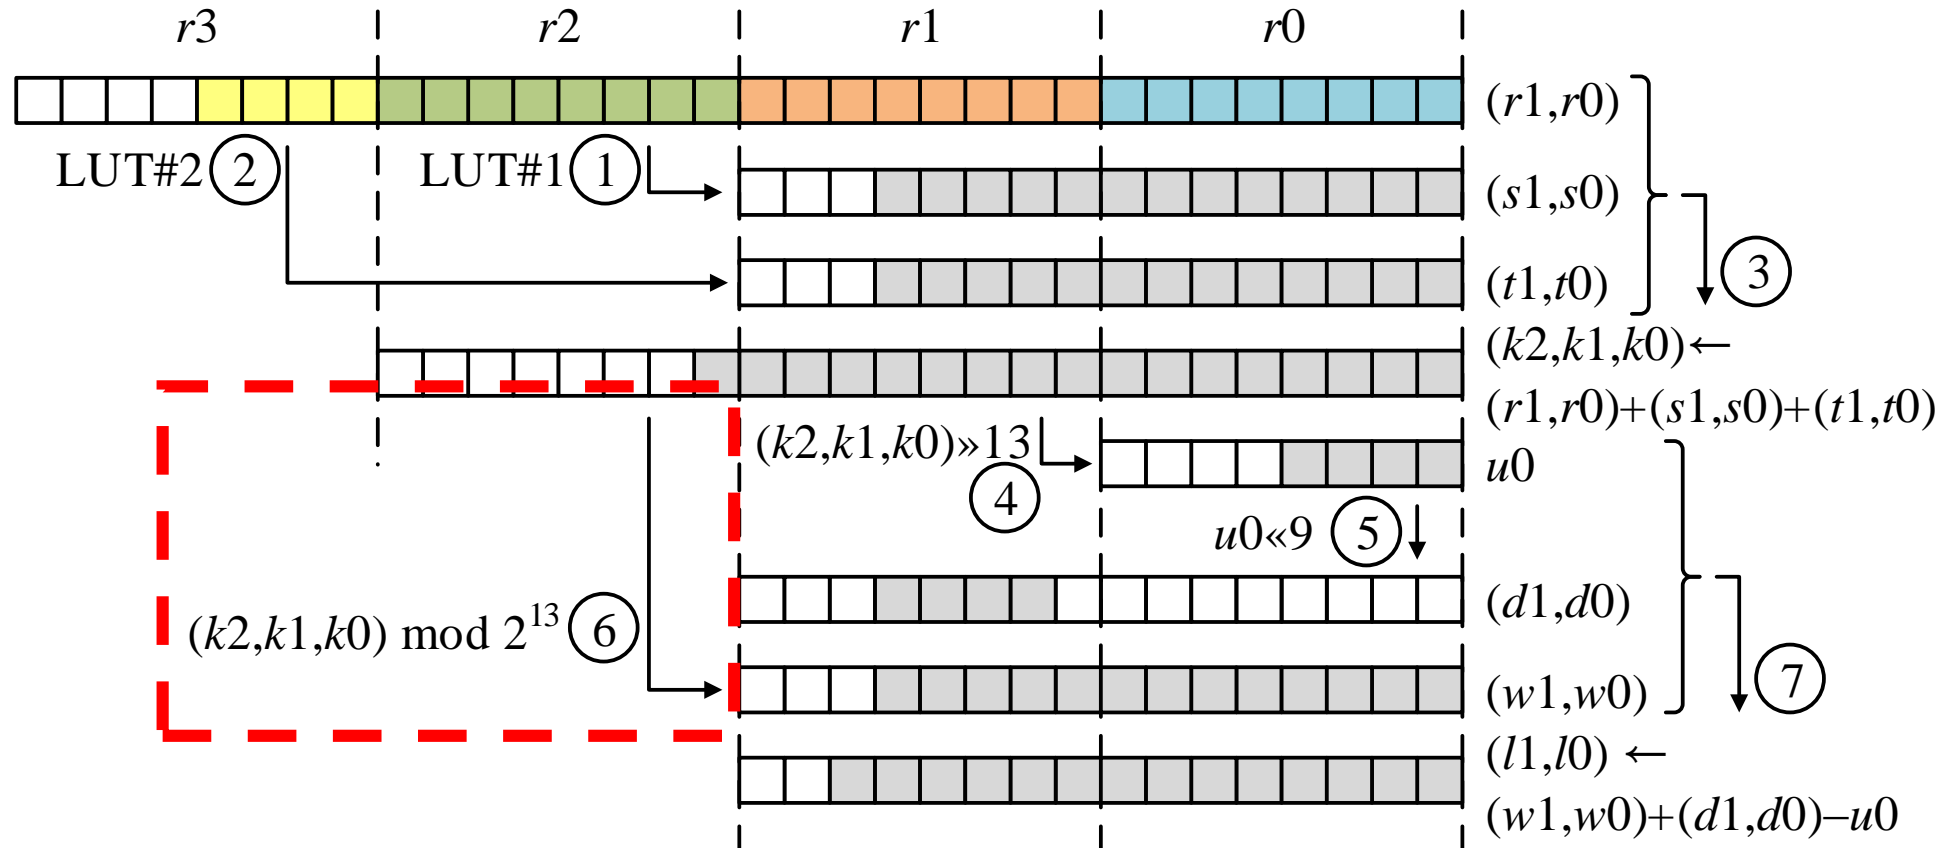 r3 r2 r1 r0
(r1,r0)
LUT#2 2 LUT#1 1
(s1,s0)
(t1,t0)
3
(k2,k1,k0)←
(r1,r0)+(s1,s0)+(t1,t0)
(k2,k1,k0)»13
4
u0
u0«9 5
(d1,d0)
(k2,k1,k0) mod 2^13 6
(w1,w0)
7
(l1,l0) ←
(w1,w0)+(d1,d0)−u0